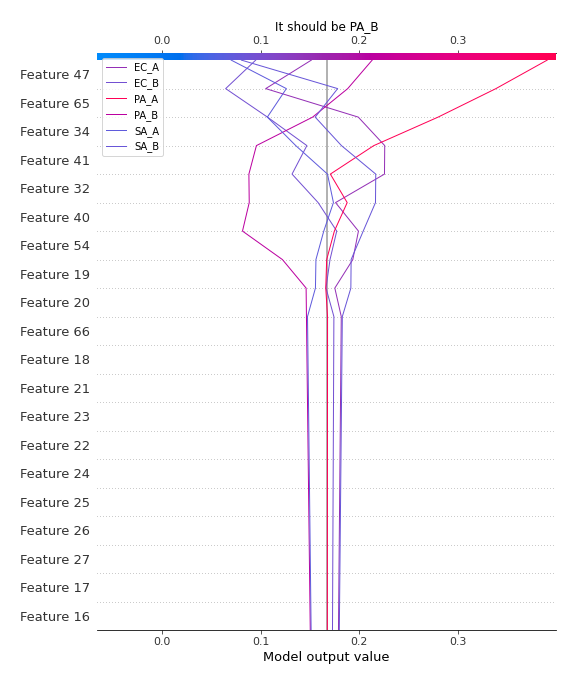 It should be PA_B
0.0 0.1 0.2 0.3
EC_A
EC_B
PA_A
PA_B
SA_A
SA_B
Feature 47
Feature 65
Feature 34
Feature 41
Feature 32
Feature 40
Feature 54
Feature 19
Feature 20
Feature 66
Feature 18
Feature 21
Feature 23
Feature 22
Feature 24
Feature 25
Feature 26
Feature 27
Feature 17
Feature 16
0.0 0.1 0.2 0.3
Model output value